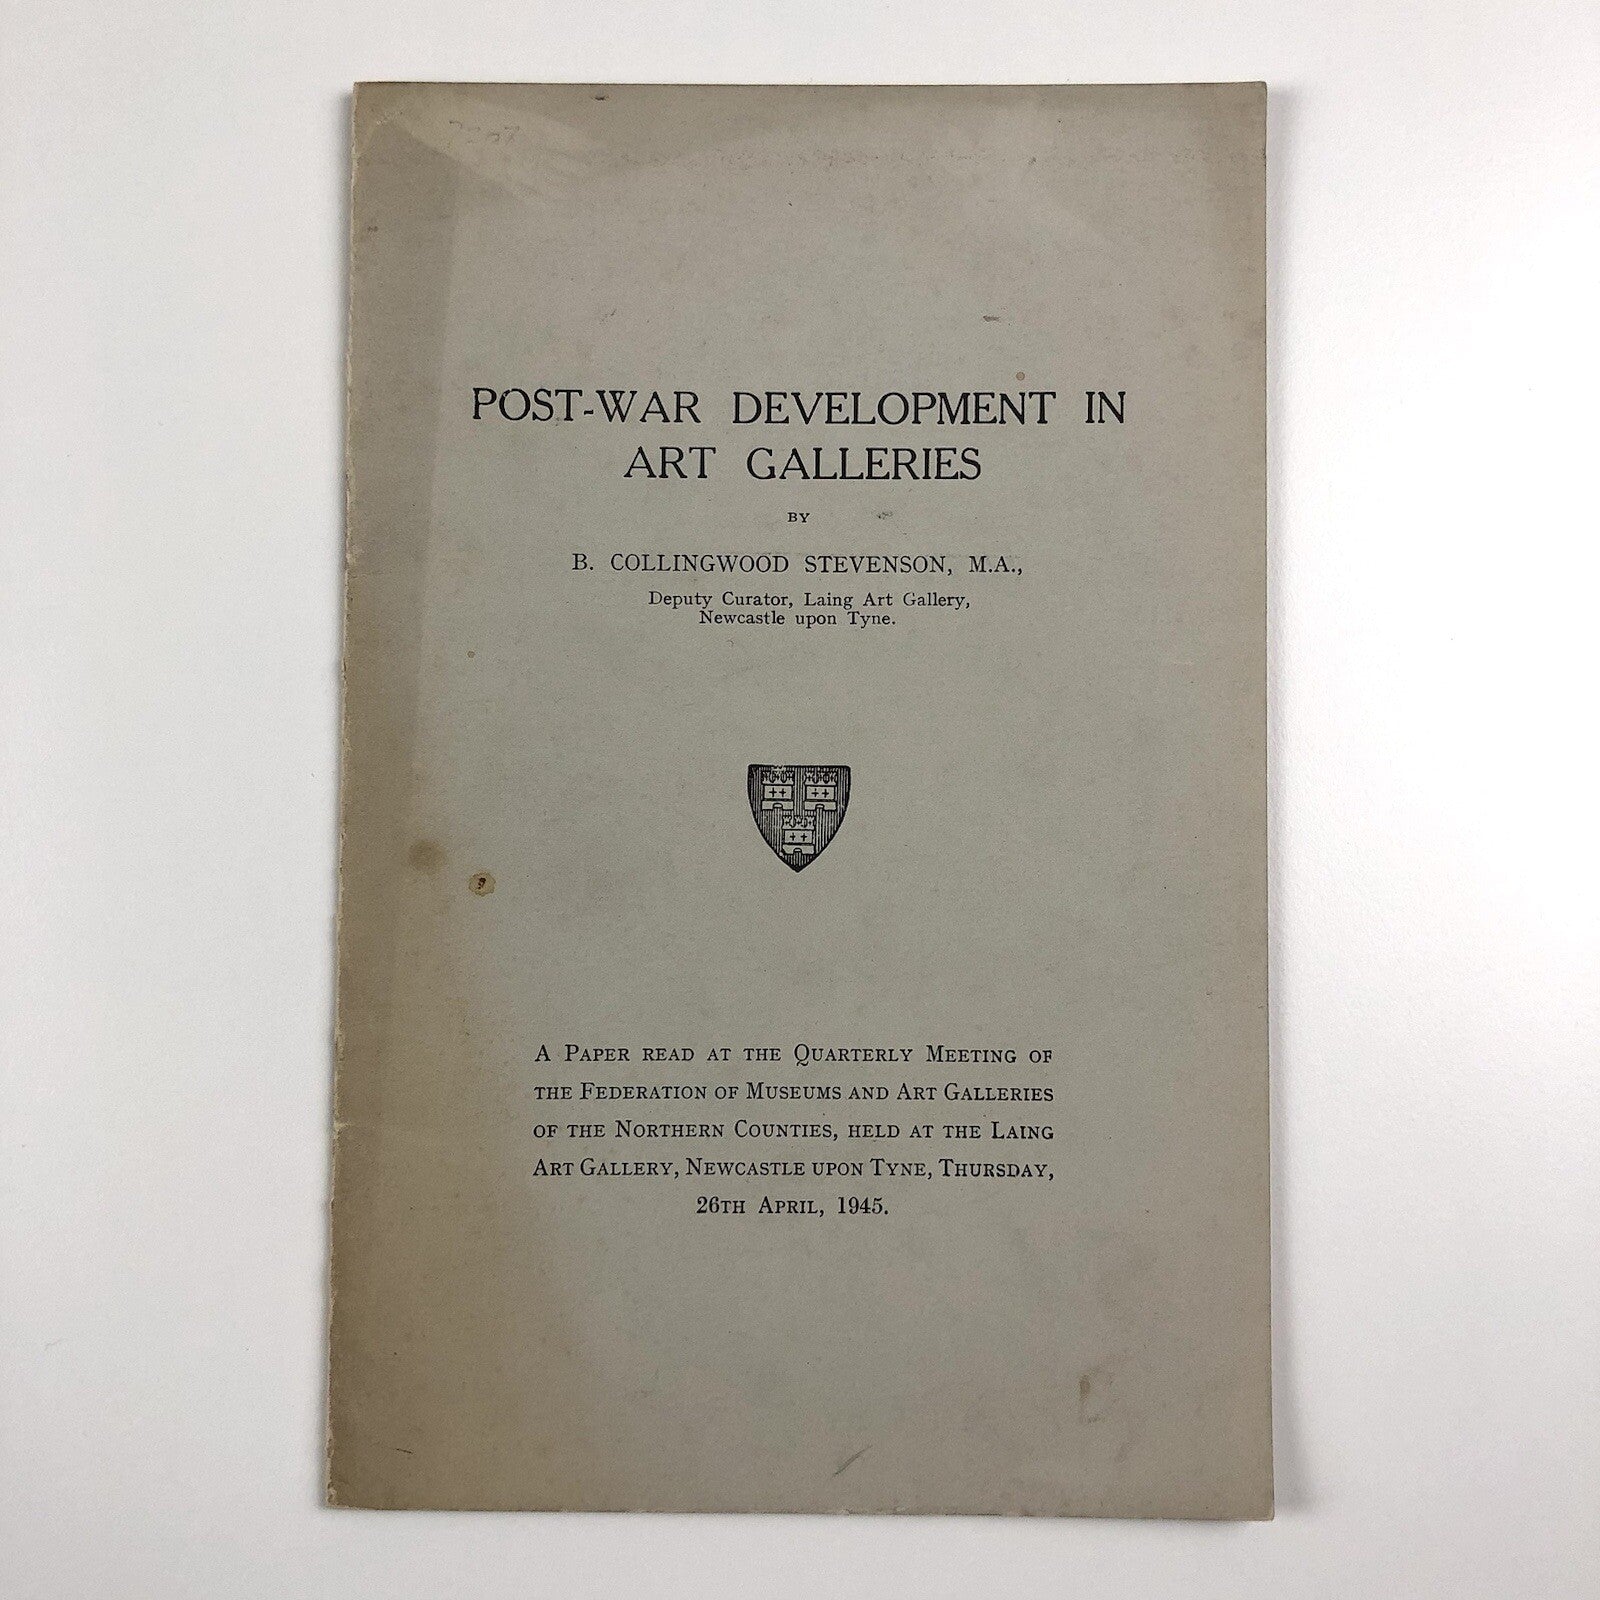 POST-WAR DEVELOPMENT IN
ART GALLERIES
BY
B. COLLINGWOOD STEVENSON, M.A.,
Deputy Curator, Laing Art Gallery,
Newcastle upon Tyne.
A PAPER READ AT THE QUARTERLY MEETING OF
THE FEDERATION OF MUSEUMS AND ART GALLERIES
OF THE NORTHERN COUNTIES, HELD AT THE LAING
ART GALLERY, NEWCASTLE UPON TYNE, THURSDAY,
26TH APRIL, 1945.